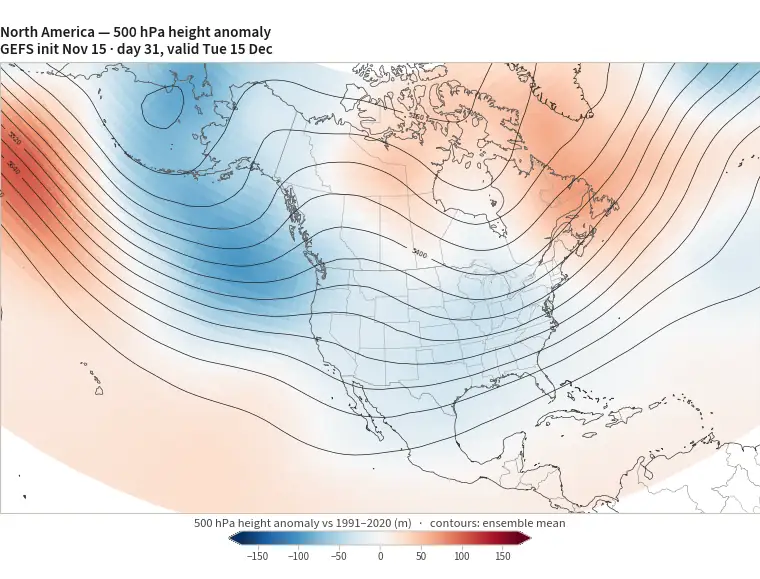 North America — 500 hPa height anomaly
GEFS init Nov 15 · day 31, valid Tue 15 Dec
5400
500 hPa height anomaly vs 1991–2020 (m) · contours: ensemble mean
−150 −100 −50 0 50 100 150